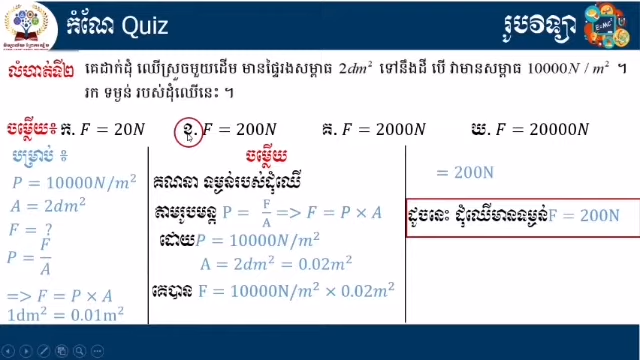 កំណែ Quiz
រូបវិទ្យា
លំហាត់ទី២ គេដាក់ដុំ ឈើស្រួចមួយដើម មានផ្ទៃរងសម្ពាធ 2dm² ទៅនឹងដី បើ វាមានសម្ពាធ 10000N / m² ។
រក ទម្ងន់ របស់ដុំឈើនេះ ។
ចម្លើយ៖ ក. F = 20N ខ. F = 200N គ. F = 2000N ឃ. F = 20000N
បម្រាប់ ៖
P = 10000N/m²
A = 2dm²
F = ?
P = F/A
=> F = P × A
1dm² = 0.01m²
ចម្លើយ
គណនា ទម្ងន់របស់ដុំឈើ
តាមរូបមន្ត P = F/A => F = P × A
ដោយ P = 10000N/m²
A = 2dm² = 0.02m²
គេបាន F = 10000N/m² × 0.02m²
= 200N
ដូចនេះ ដុំឈើមានទម្ងន់ F = 200N